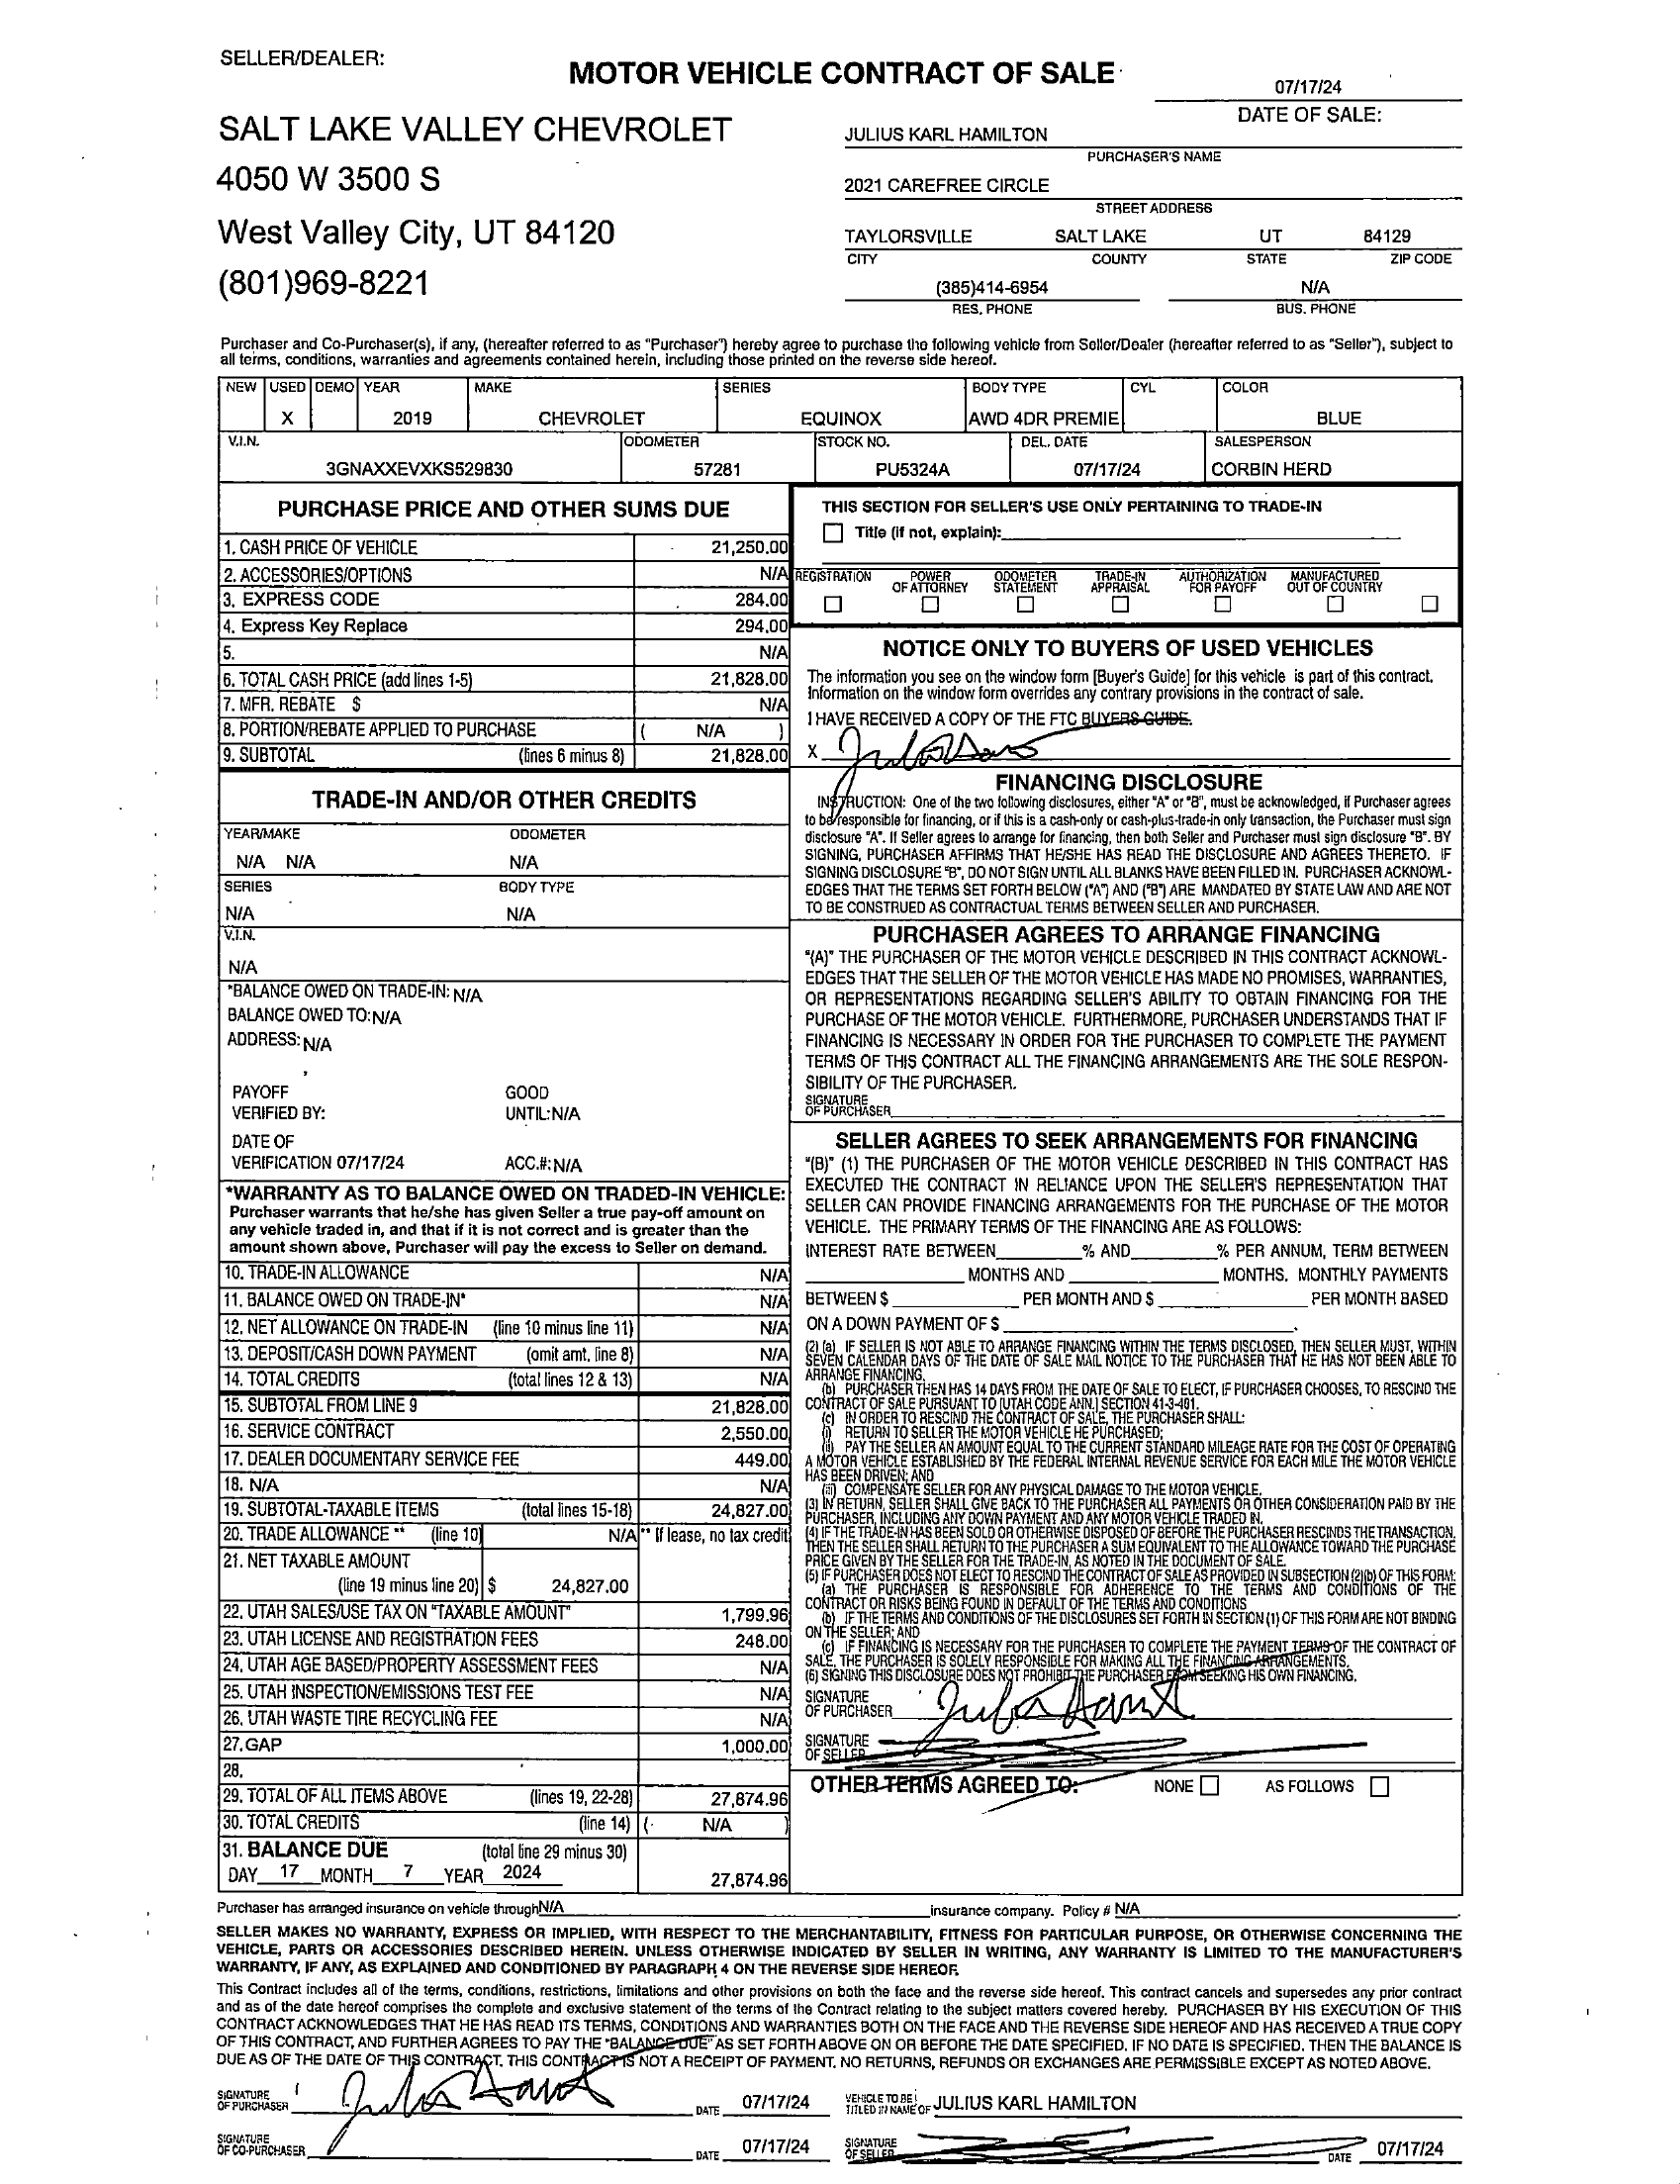 SELLER/DEALER:
MOTOR VEHICLE CONTRACT OF SALE
07/17/24
DATE OF SALE:
SALT LAKE VALLEY CHEVROLET
4050 W 3500 S
West Valley City, UT 84120
(801)969-8221
JULIUS KARL HAMILTON
PURCHASER'S NAME
2021 CAREFREE CIRCLE
STREET ADDRESS
TAYLORSVILLE SALT LAKE UT 84129
CITY COUNTY STATE ZIP CODE
(385)414-6954 N/A
RES. PHONE BUS. PHONE
Purchaser and Co-Purchaser(s), if any, (hereafter referred to as "Purchaser") hereby agree to purchase the following vehicle from Seller/Dealer (hereafter referred to as "Seller"), subject to
all terms, conditions, warranties and agreements contained herein, including those printed on the reverse side hereof.
NEW USED DEMO YEAR MAKE SERIES BODY TYPE CYL COLOR
X 2019 CHEVROLET EQUINOX AWD 4DR PREMIE BLUE
V.I.N. ODOMETER STOCK NO. DEL. DATE SALESPERSON
3GNAXXEVXKS529830 57281 PU5324A 07/17/24 CORBIN HERD
PURCHASE PRICE AND OTHER SUMS DUE
1. CASH PRICE OF VEHICLE 21,250.00
2. ACCESSORIES/OPTIONS N/A
3. EXPRESS CODE 284.00
4. Express Key Replace 294.00
5. N/A
6. TOTAL CASH PRICE (add lines 1-5) 21,828.00
7. MFR. REBATE $ N/A
8. PORTION/REBATE APPLIED TO PURCHASE ( N/A )
9. SUBTOTAL (lines 6 minus 8) 21,828.00
TRADE-IN AND/OR OTHER CREDITS
YEAR/MAKE ODOMETER
N/A N/A N/A
SERIES BODY TYPE
N/A N/A
V.I.N.
N/A
*BALANCE OWED ON TRADE-IN: N/A
BALANCE OWED TO: N/A
ADDRESS: N/A
PAYOFF GOOD
VERIFIED BY: UNTIL: N/A
DATE OF
VERIFICATION 07/17/24 ACC.#: N/A
*WARRANTY AS TO BALANCE OWED ON TRADED-IN VEHICLE:
Purchaser warrants that he/she has given Seller a true pay-off amount on
any vehicle traded in, and that if it is not correct and is greater than the
amount shown above, Purchaser will pay the excess to Seller on demand.
10. TRADE-IN ALLOWANCE N/A
11. BALANCE OWED ON TRADE-IN* N/A
12. NET ALLOWANCE ON TRADE-IN (line 10 minus line 11) N/A
13. DEPOSIT/CASH DOWN PAYMENT (omit amt. line 8) N/A
14. TOTAL CREDITS (total lines 12 & 13) N/A
15. SUBTOTAL FROM LINE 9 21,828.00
16. SERVICE CONTRACT 2,550.00
17. DEALER DOCUMENTARY SERVICE FEE 449.00
18. N/A N/A
19. SUBTOTAL-TAXABLE ITEMS (total lines 15-18) 24,827.00
20. TRADE ALLOWANCE ** (line 10) N/A ** If lease, no tax credit
21. NET TAXABLE AMOUNT
(line 19 minus line 20) $ 24,827.00
22. UTAH SALES/USE TAX ON "TAXABLE AMOUNT" 1,799.96
23. UTAH LICENSE AND REGISTRATION FEES 248.00
24. UTAH AGE BASED/PROPERTY ASSESSMENT FEES N/A
25. UTAH INSPECTION/EMISSIONS TEST FEE N/A
26. UTAH WASTE TIRE RECYCLING FEE N/A
27. GAP 1,000.00
28.
29. TOTAL OF ALL ITEMS ABOVE (lines 19, 22-28) 27,874.96
30. TOTAL CREDITS (line 14) ( N/A )
31. BALANCE DUE (total line 29 minus 30)
DAY 17 MONTH 7 YEAR 2024 27,874.96
THIS SECTION FOR SELLER'S USE ONLY PERTAINING TO TRADE-IN
Title (if not, explain):
REGISTRATION POWER OF ATTORNEY ODOMETER STATEMENT TRADE-IN APPRAISAL AUTHORIZATION FOR PAYOFF MANUFACTURED OUT OF COUNTRY
NOTICE ONLY TO BUYERS OF USED VEHICLES
The information you see on the window form [Buyer's Guide] for this vehicle is part of this contract.
Information on the window form overrides any contrary provisions in the contract of sale.
I HAVE RECEIVED A COPY OF THE FTC BUYERS GUIDE.
X
FINANCING DISCLOSURE
INSTRUCTION: One of the two following disclosures, either "A" or "B", must be acknowledged, if Purchaser agrees
to be responsible for financing, or if this is a cash-only or cash-plus-trade-in only transaction, the Purchaser must sign
disclosure "A". If Seller agrees to arrange for financing, then both Seller and Purchaser must sign disclosure "B". BY
SIGNING, PURCHASER AFFIRMS THAT HE/SHE HAS READ THE DISCLOSURE AND AGREES THERETO. IF
SIGNING DISCLOSURE "B", DO NOT SIGN UNTIL ALL BLANKS HAVE BEEN FILLED IN. PURCHASER ACKNOWL-
EDGES THAT THE TERMS SET FORTH BELOW ("A") AND ("B") ARE MANDATED BY STATE LAW AND ARE NOT
TO BE CONSTRUED AS CONTRACTUAL TERMS BETWEEN SELLER AND PURCHASER.
PURCHASER AGREES TO ARRANGE FINANCING
"(A)" THE PURCHASER OF THE MOTOR VEHICLE DESCRIBED IN THIS CONTRACT ACKNOWL-
EDGES THAT THE SELLER OF THE MOTOR VEHICLE HAS MADE NO PROMISES, WARRANTIES,
OR REPRESENTATIONS REGARDING SELLER'S ABILITY TO OBTAIN FINANCING FOR THE
PURCHASE OF THE MOTOR VEHICLE. FURTHERMORE, PURCHASER UNDERSTANDS THAT IF
FINANCING IS NECESSARY IN ORDER FOR THE PURCHASER TO COMPLETE THE PAYMENT
TERMS OF THIS CONTRACT ALL THE FINANCING ARRANGEMENTS ARE THE SOLE RESPON-
SIBILITY OF THE PURCHASER.
SIGNATURE
OF PURCHASER
SELLER AGREES TO SEEK ARRANGEMENTS FOR FINANCING
"(B)" (1) THE PURCHASER OF THE MOTOR VEHICLE DESCRIBED IN THIS CONTRACT HAS
EXECUTED THE CONTRACT IN RELIANCE UPON THE SELLER'S REPRESENTATION THAT
SELLER CAN PROVIDE FINANCING ARRANGEMENTS FOR THE PURCHASE OF THE MOTOR
VEHICLE. THE PRIMARY TERMS OF THE FINANCING ARE AS FOLLOWS:
INTEREST RATE BETWEEN % AND % PER ANNUM, TERM BETWEEN
MONTHS AND MONTHS. MONTHLY PAYMENTS
BETWEEN $ PER MONTH AND $ PER MONTH BASED
ON A DOWN PAYMENT OF $ .
(2) (a) IF SELLER IS NOT ABLE TO ARRANGE FINANCING WITHIN THE TERMS DISCLOSED, THEN SELLER MUST, WITHIN
SEVEN CALENDAR DAYS OF THE DATE OF SALE MAIL NOTICE TO THE PURCHASER THAT HE HAS NOT BEEN ABLE TO
ARRANGE FINANCING.
(b) PURCHASER THEN HAS 14 DAYS FROM THE DATE OF SALE TO ELECT, IF PURCHASER CHOOSES, TO RESCIND THE
CONTRACT OF SALE PURSUANT TO [UTAH CODE ANN.] SECTION 41-3-401.
(c) IN ORDER TO RESCIND THE CONTRACT OF SALE, THE PURCHASER SHALL:
(i) RETURN TO SELLER THE MOTOR VEHICLE HE PURCHASED;
(ii) PAY THE SELLER AN AMOUNT EQUAL TO THE CURRENT STANDARD MILEAGE RATE FOR THE COST OF OPERATING
A MOTOR VEHICLE ESTABLISHED BY THE FEDERAL INTERNAL REVENUE SERVICE FOR EACH MILE THE MOTOR VEHICLE
HAS BEEN DRIVEN; AND
(iii) COMPENSATE SELLER FOR ANY PHYSICAL DAMAGE TO THE MOTOR VEHICLE.
(3) IN RETURN, SELLER SHALL GIVE BACK TO THE PURCHASER ALL PAYMENTS OR OTHER CONSIDERATION PAID BY THE
PURCHASER, INCLUDING ANY DOWN PAYMENT AND ANY MOTOR VEHICLE TRADED IN.
(4) IF THE TRADE-IN HAS BEEN SOLD OR OTHERWISE DISPOSED OF BEFORE THE PURCHASER RESCINDS THE TRANSACTION,
THEN THE SELLER SHALL RETURN TO THE PURCHASER A SUM EQUIVALENT TO THE ALLOWANCE TOWARD THE PURCHASE
PRICE GIVEN BY THE SELLER FOR THE TRADE-IN, AS NOTED IN THE DOCUMENT OF SALE.
(5) IF PURCHASER DOES NOT ELECT TO RESCIND THE CONTRACT OF SALE AS PROVIDED IN SUBSECTION (2)(b) OF THIS FORM:
(a) THE PURCHASER IS RESPONSIBLE FOR ADHERENCE TO THE TERMS AND CONDITIONS OF THE
CONTRACT OR RISKS BEING FOUND IN DEFAULT OF THE TERMS AND CONDITIONS
(b) IF THE TERMS AND CONDITIONS OF THE DISCLOSURES SET FORTH IN SECTION (1) OF THIS FORM ARE NOT BINDING
ON THE SELLER; AND
(c) IF FINANCING IS NECESSARY FOR THE PURCHASER TO COMPLETE THE PAYMENT TERMS OF THE CONTRACT OF
SALE, THE PURCHASER IS SOLELY RESPONSIBLE FOR MAKING ALL THE FINANCING ARRANGEMENTS.
(6) SIGNING THIS DISCLOSURE DOES NOT PROHIBIT THE PURCHASER FROM SEEKING HIS OWN FINANCING.
SIGNATURE
OF PURCHASER
SIGNATURE
OF SELLER
OTHER TERMS AGREED TO: NONE AS FOLLOWS
Purchaser has arranged insurance on vehicle through N/A insurance company. Policy # N/A
SELLER MAKES NO WARRANTY, EXPRESS OR IMPLIED, WITH RESPECT TO THE MERCHANTABILITY, FITNESS FOR PARTICULAR PURPOSE, OR OTHERWISE CONCERNING THE
VEHICLE, PARTS OR ACCESSORIES DESCRIBED HEREIN. UNLESS OTHERWISE INDICATED BY SELLER IN WRITING, ANY WARRANTY IS LIMITED TO THE MANUFACTURER'S
WARRANTY, IF ANY, AS EXPLAINED AND CONDITIONED BY PARAGRAPH 4 ON THE REVERSE SIDE HEREOF.
This Contract includes all of the terms, conditions, restrictions, limitations and other provisions on both the face and the reverse side hereof. This contract cancels and supersedes any prior contract
and as of the date hereof comprises the complete and exclusive statement of the terms of the Contract relating to the subject matters covered hereby. PURCHASER BY HIS EXECUTION OF THIS
CONTRACT ACKNOWLEDGES THAT HE HAS READ ITS TERMS, CONDITIONS AND WARRANTIES BOTH ON THE FACE AND THE REVERSE SIDE HEREOF AND HAS RECEIVED A TRUE COPY
OF THIS CONTRACT, AND FURTHER AGREES TO PAY THE "BALANCE DUE" AS SET FORTH ABOVE ON OR BEFORE THE DATE SPECIFIED. IF NO DATE IS SPECIFIED, THEN THE BALANCE IS
DUE AS OF THE DATE OF THIS CONTRACT. THIS CONTRACT IS NOT A RECEIPT OF PAYMENT. NO RETURNS, REFUNDS OR EXCHANGES ARE PERMISSIBLE EXCEPT AS NOTED ABOVE.
SIGNATURE
OF PURCHASER DATE 07/17/24 VEHICLE TO BE TITLED IN NAME OF JULIUS KARL HAMILTON
SIGNATURE
OF CO-PURCHASER DATE 07/17/24 SIGNATURE OF SELLER DATE 07/17/24